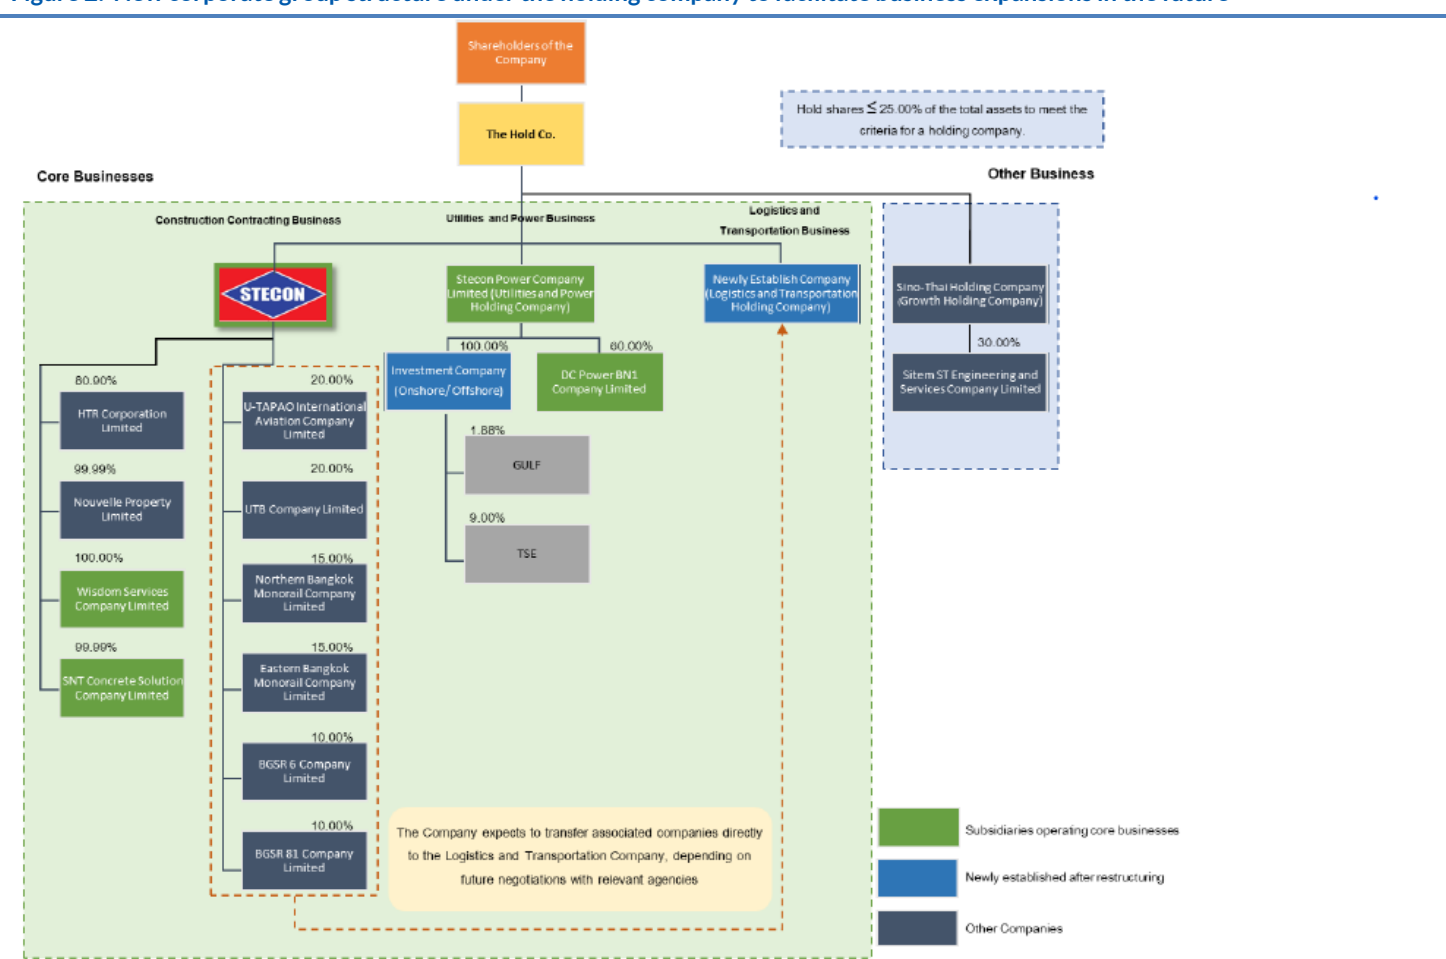 Shareholders of the
Company
The Hold Co.
Hold shares ≤ 25.00% of the total assets to meet the
criteria for a holding company.
Core Businesses
Other Business
Construction Contracting Business
Utilities and Power Business
Logistics and
Transportation Business
STECON
Stecon Power Company
Limited (Utilities and Power
Holding Company)
Newly Establish Company
(Logistics and Transportation
Holding Company)
Sino-Thai Holding Company
(Growth Holding Company)
30.00%
Sitem ST Engineering and
Services Company Limited
100.00%
Investment Company
(Onshore/ Offshore)
60.00%
DC Power BN1
Company Limited
1.88%
GULF
9.00%
TSE
80.90%
HTR Corporation
Limited
99.99%
Nouvelle Property
Limited
100.00%
Wisdom Services
Company Limited
99.99%
SNT Concrete Solution
Company Limited
20.00%
U-TAPAO International
Aviation Company
Limited
20.00%
UTB Company Limited
15.00%
Northern Bangkok
Monorail Company
Limited
15.00%
Eastern Bangkok
Monorail Company
Limited
10.00%
BGSR 6 Company
Limited
10.00%
BGSR 81 Company
Limited
The Company expects to transfer associated companies directly
to the Logistics and Transportation Company, depending on
future negotiations with relevant agencies
Subsidiaries operating core businesses
Newly established after restructuring
Other Companies